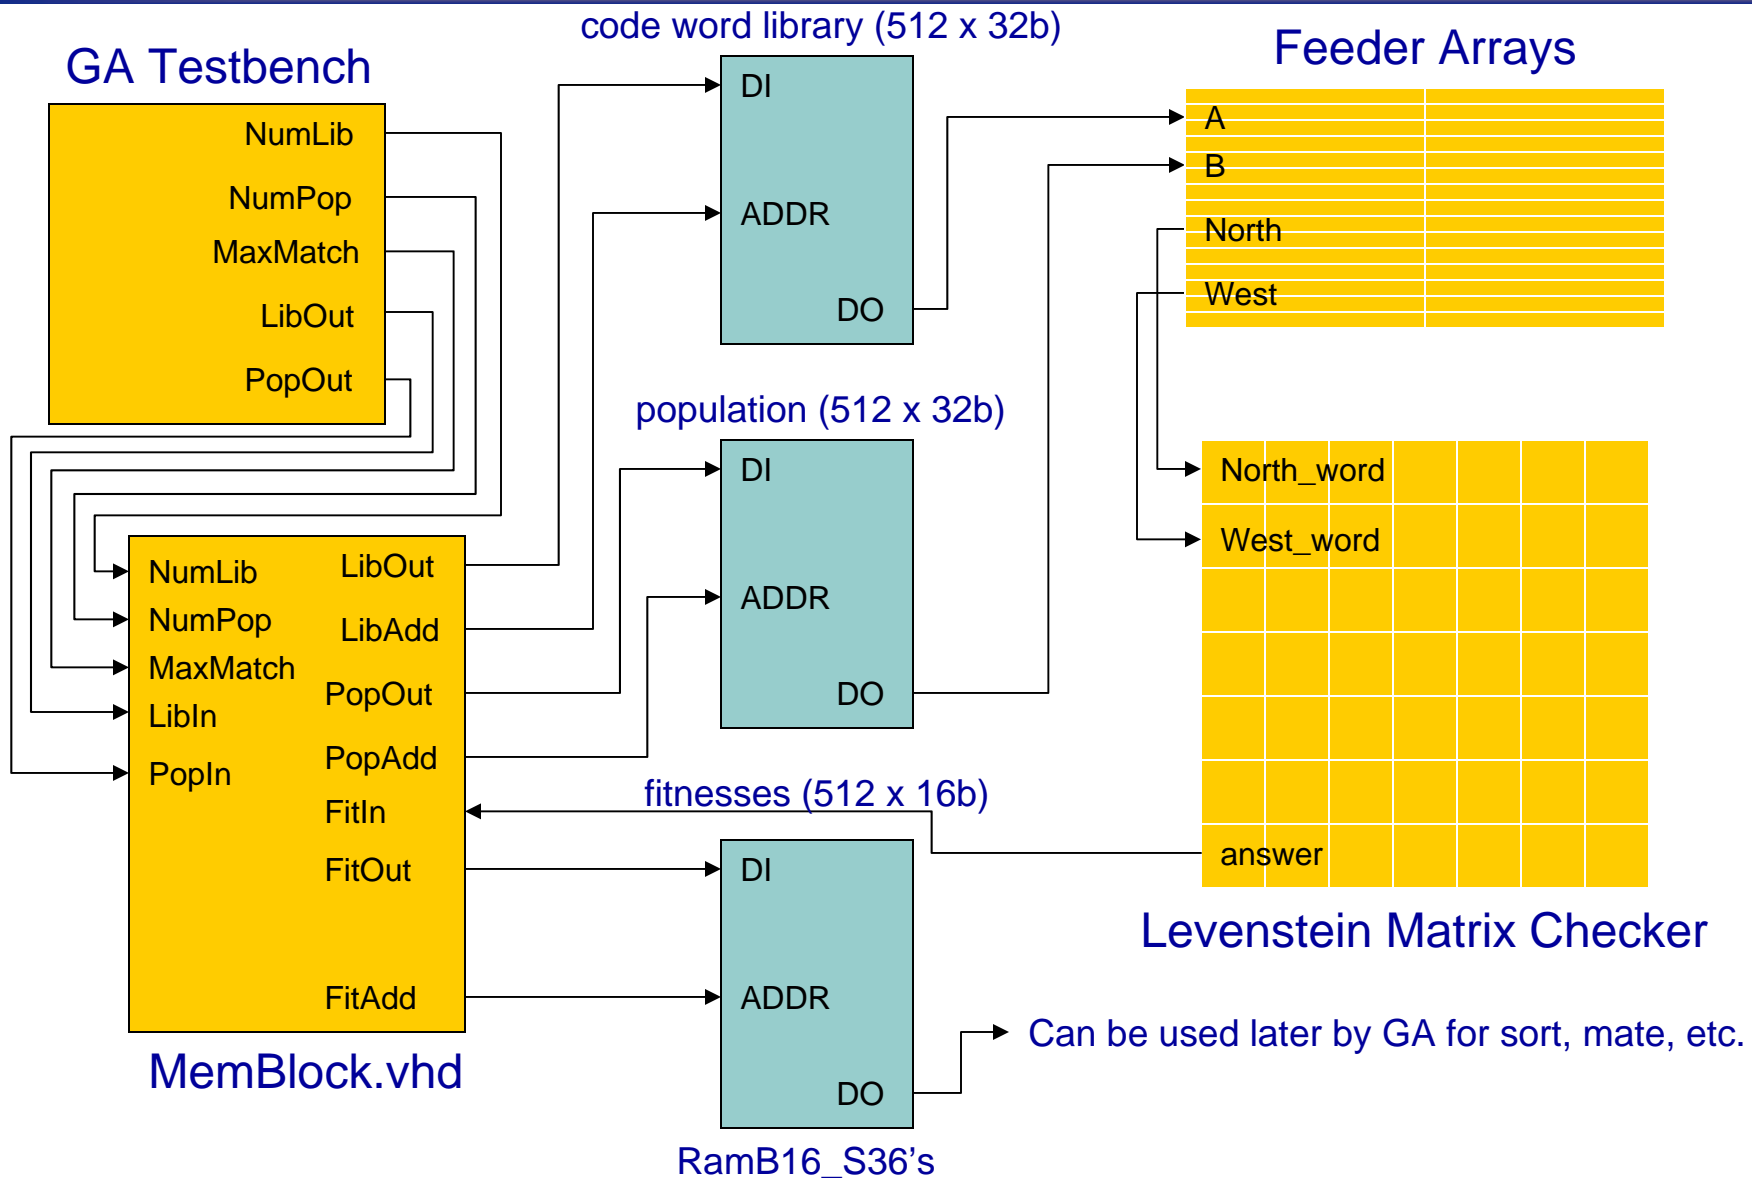 code word library (512 x 32b)
GA Testbench
NumLib
NumPop
MaxMatch
LibOut
PopOut
DI
ADDR
DO
Feeder Arrays
A
B
North
West
population (512 x 32b)
DI
ADDR
DO
North_word
West_word
answer
Levenstein Matrix Checker
NumLib
NumPop
MaxMatch
LibIn
PopIn
LibOut
LibAdd
PopOut
PopAdd
FitIn
FitOut
FitAdd
MemBlock.vhd
fitnesses (512 x 16b)
DI
ADDR
DO
Can be used later by GA for sort, mate, etc.
RamB16_S36's